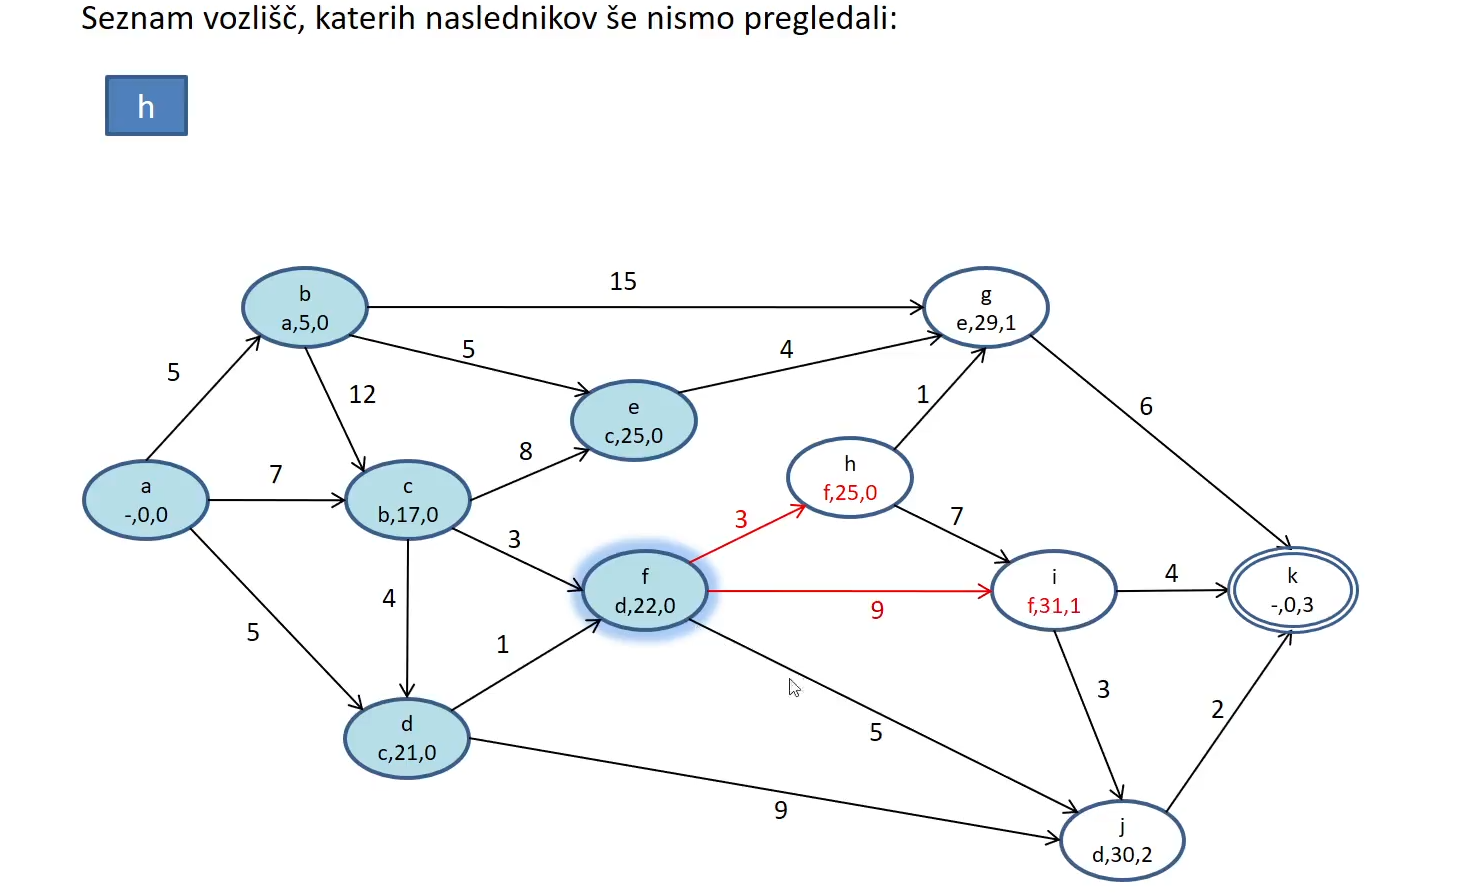 Seznam vozlišč, katerih naslednikov še nismo pregledali:
h
15
b
a,5,0
g
e,29,1
5
4
5
12
1
6
e
c,25,0
8
7
h
f,25,0
a
-,0,0
c
b,17,0
3
3
7
4
f
d,22,0
i
f,31,1
4
k
-,0,3
9
5
1
3
2
d
c,21,0
5
9
j
d,30,2